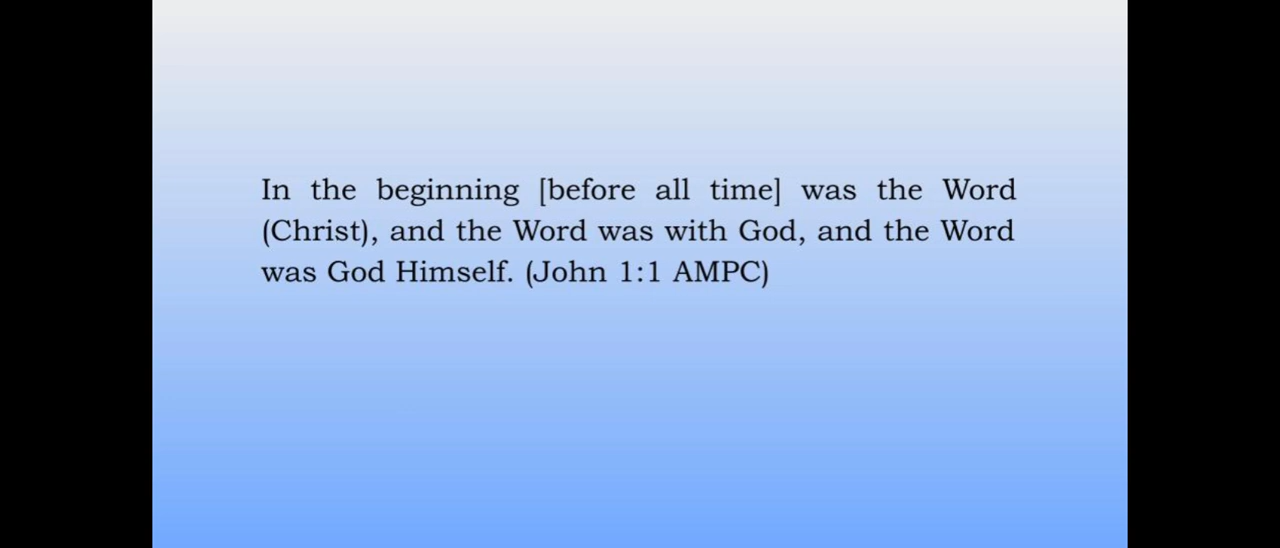 In the beginning [before all time] was the Word
(Christ), and the Word was with God, and the Word
was God Himself. (John 1:1 AMPC)